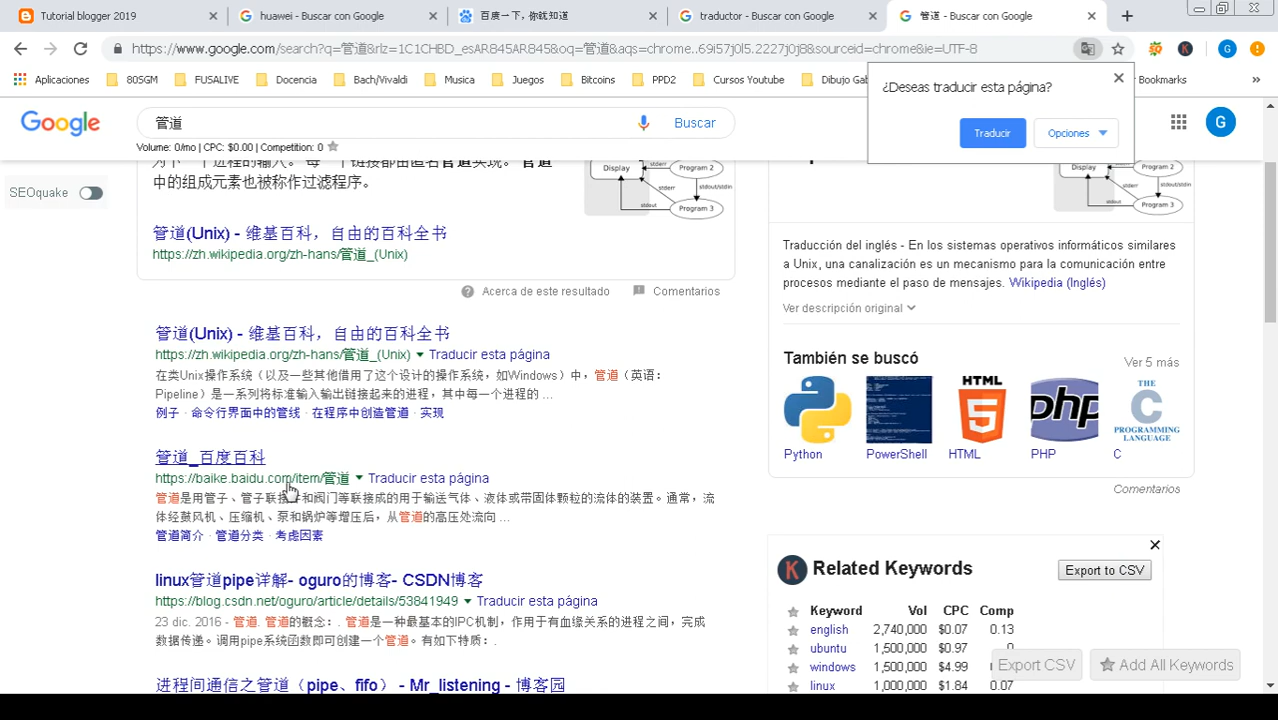 Tutorial blogger 2019
huawei - Buscar con Google
百度一下，你就知道
traductor - Buscar con Google
管道 - Buscar con Google
https://www.google.com/search?q=管道&rlz=1C1CHBD_esAR845AR845&oq=管道&aqs=chrome..69i57j0l5.2227j0j8&sourceid=chrome&ie=UTF-8
Aplicaciones
80SGM
FUSALIVE
Docencia
Bach/Vivaldi
Musica
Juegos
Bitcoins
PPD2
Cursos Youtube
Dibujo Ga
Bookmarks
»
¿Deseas traducir esta página?
Traducir
Opciones
Google
管道
Buscar
G
Volume: 0/mo | CPC: $0.00 | Competition: 0
SEOquake
中的组成元素也被称作过滤程序。
Display
Program 2
stderr
stdout/stdin
stderr
stdout
Program 3
管道(Unix) - 维基百科，自由的百科全书
https://zh.wikipedia.org/zh-hans/管道_(Unix)
Acerca de este resultado
Comentarios
管道(Unix) - 维基百科，自由的百科全书
https://zh.wikipedia.org/zh-hans/管道_(Unix) Traducir esta página
在类Unix操作系统（以及一些其他借用了这个设计的操作系统，如Windows）中，管道（英语：
Pipeline）是一系列将标准输入输出链接起来的进程，其中每一个进程的 ...
例子 · 命令行界面中的管线 · 在程序中创造管道 · 实现
管道_百度百科
https://baike.baidu.com/item/管道 Traducir esta página
管道是用管子、管子联接件和阀门等联接成的用于输送气体、液体或带固体颗粒的流体的装置。通常，流
体经鼓风机、压缩机、泵和锅炉等增压后，从管道的高压处流向 ...
管道简介 · 管道分类 · 考虑因素
linux管道pipe详解- oguro的博客- CSDN博客
https://blog.csdn.net/oguro/article/details/53841949 Traducir esta página
23 dic. 2016 - 管道. 管道的概念：. 管道是一种最基本的IPC机制，作用于有血缘关系的进程之间，完成
数据传递。调用pipe系统函数即可创建一个管道。有如下特质：.
进程间通信之管道（pipe、fifo） - Mr_listening - 博客园
Display
Program 2
stderr
stdout/stdin
stderr
stdout
Program 3
Traducción del inglés - En los sistemas operativos informáticos similares
a Unix, una canalización es un mecanismo para la comunicación entre
procesos mediante el paso de mensajes. Wikipedia (Inglés)
Ver descripción original
También se buscó
Ver 5 más
HTML
5
php
THE
C
PROGRAMMING
LANGUAGE
Python
PowerShell
HTML
PHP
C
Comentarios
K
Related Keywords
Export to CSV
Keyword Vol CPC Comp
english 2,740,000 $0.07 0.13
ubuntu 1,500,000 $0.97 0
windows 1,500,000 $4.99
linux 1,000,000 $1.84 0.07
Export CSV
Add All Keywords